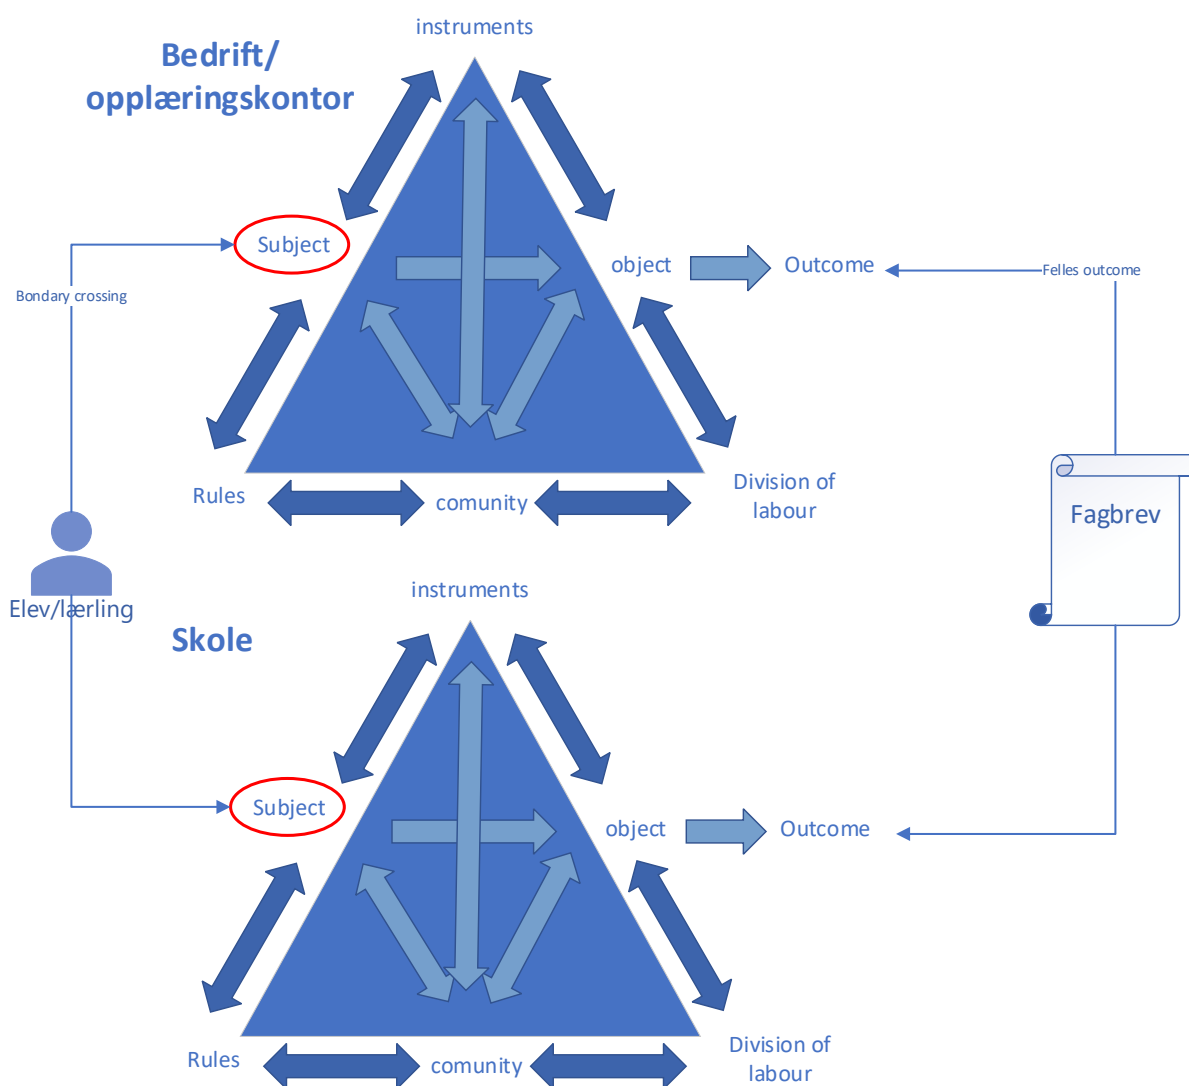 instruments
Bedrift/
opplæringskontor
Subject
object
Outcome
Felles outcome
Bondary crossing
Rules
comunity
Division of
labour
Fagbrev
Elev/lærling
instruments
Skole
Subject
object
Outcome
Rules
comunity
Division of
labour